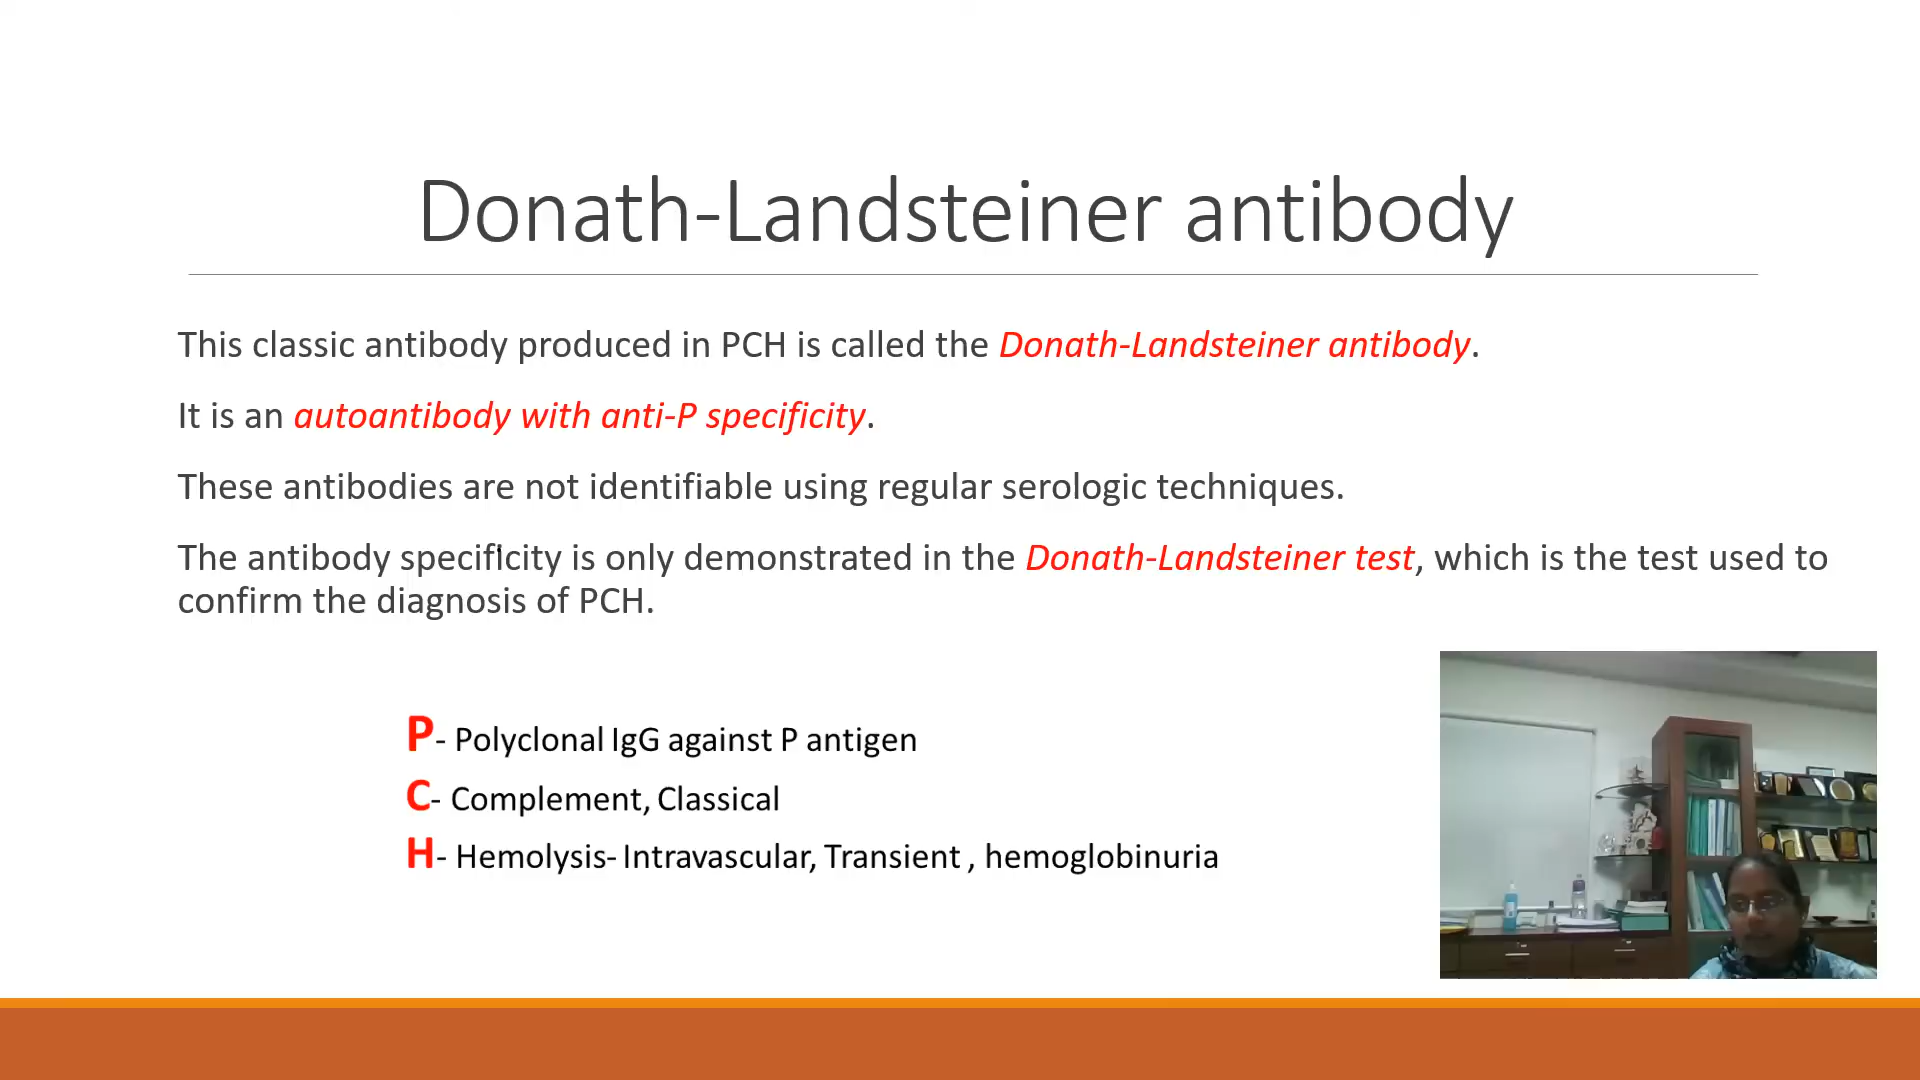 Donath-Landsteiner antibody
This classic antibody produced in PCH is called the Donath-Landsteiner antibody.
It is an autoantibody with anti-P specificity.
These antibodies are not identifiable using regular serologic techniques.
The antibody specificity is only demonstrated in the Donath-Landsteiner test, which is the test used to
confirm the diagnosis of PCH.
P- Polyclonal IgG against P antigen
C- Complement, Classical
H- Hemolysis- Intravascular, Transient , hemoglobinuria